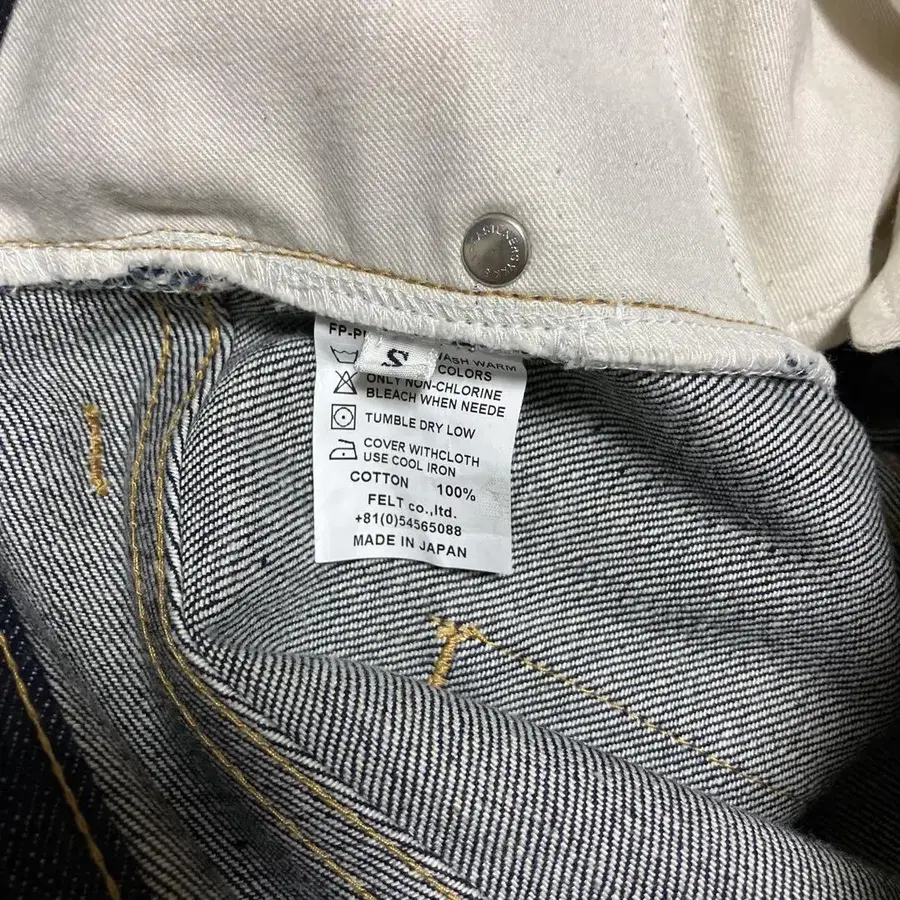 FP-P
S
WASH WARM
COLORS
ONLY NON-CHLORINE
BLEACH WHEN NEEDE
TUMBLE DRY LOW
COVER WITHCLOTH
USE COOL IRON
COTTON 100%
FELT co.,ltd.
+81(0)54565088
MADE IN JAPAN